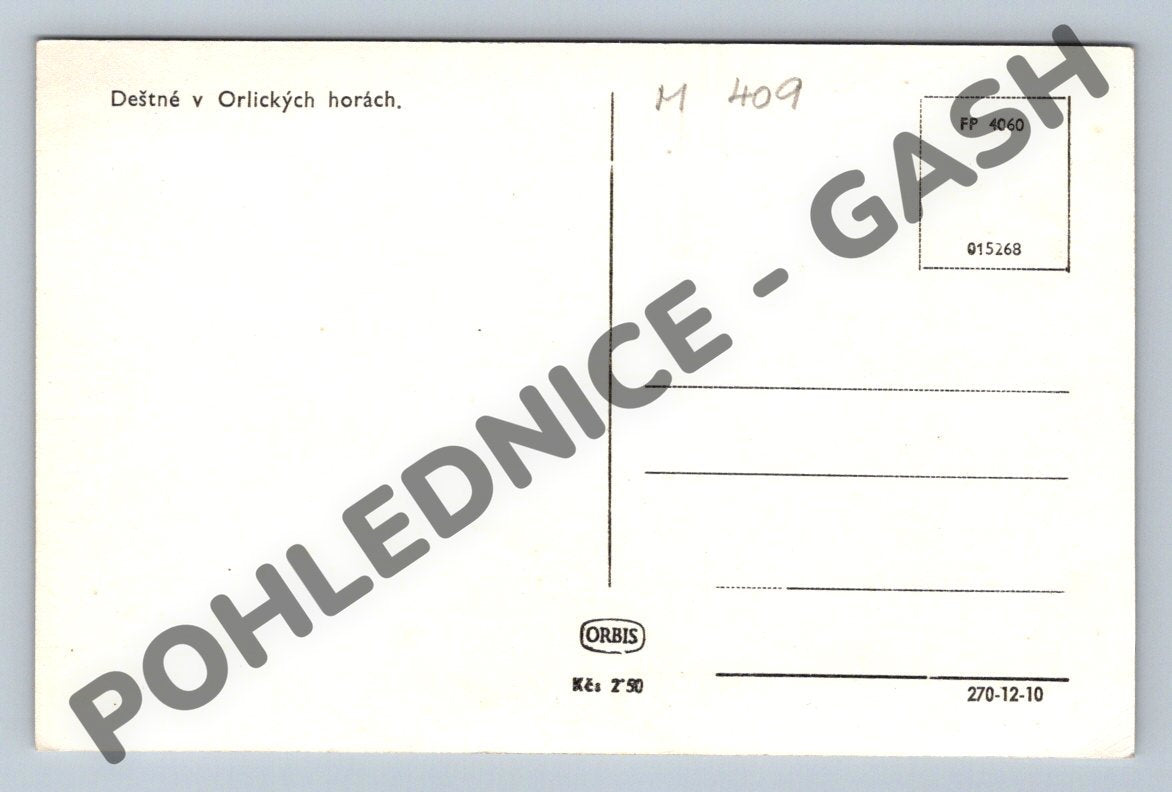 Deštné v Orlických horách.
M 409
FP 4060
015268
POHLEDNICE - GASH
ORBIS
Kčs 2·50
270-12-10